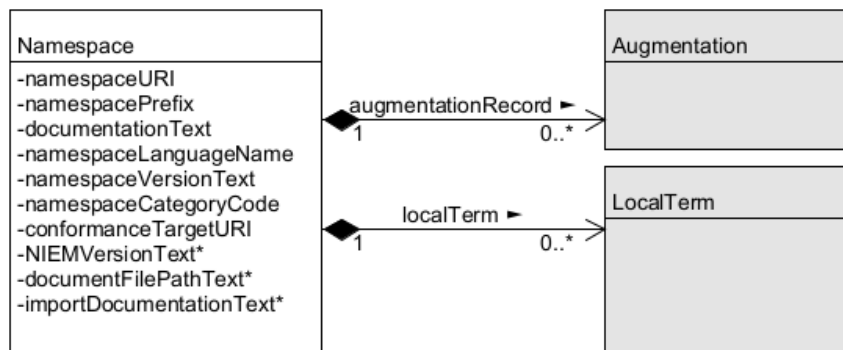 Namespace
-namespaceURI
-namespacePrefix
-documentationText
-namespaceLanguageName
-namespaceVersionText
-namespaceCategoryCode
-conformanceTargetURI
-NIEMVersionText*
-documentFilePathText*
-importDocumentationText*
augmentationRecord ►
1
0..*
Augmentation
localTerm ►
1
0..*
LocalTerm